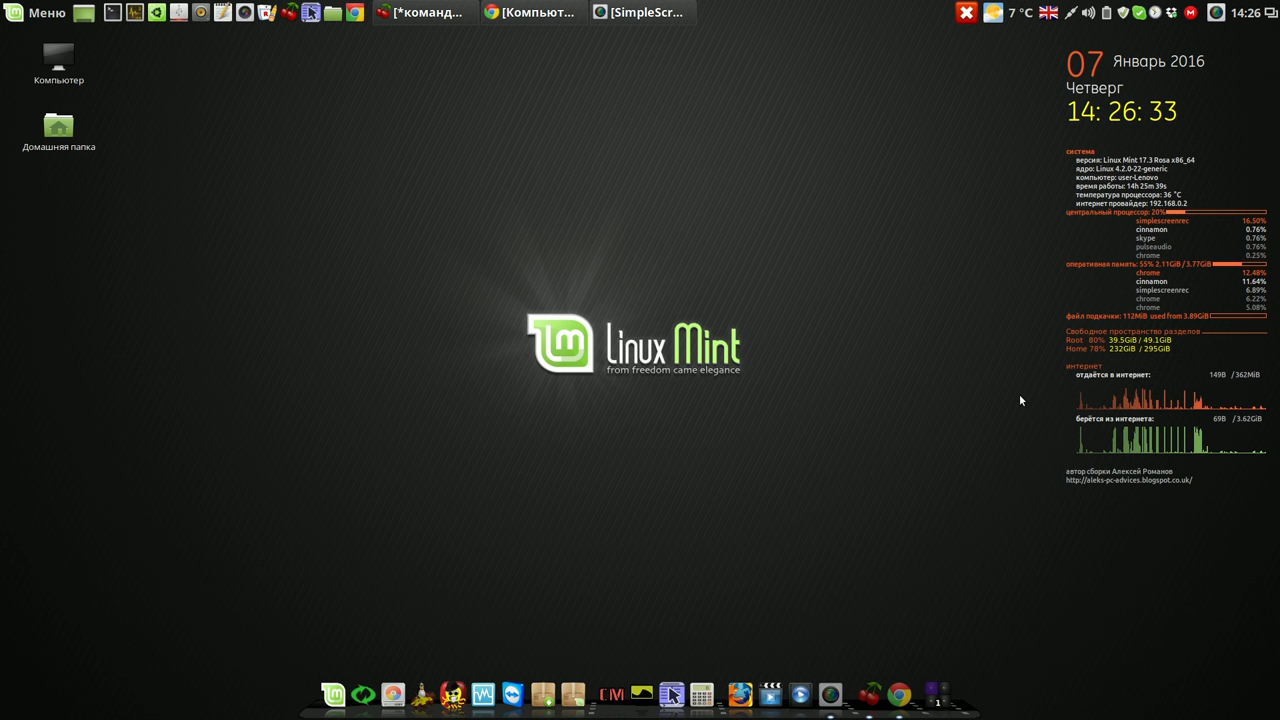 Меню
[*команд...
[Компьют...
[SimpleScr...
7 °C
14:26
Компьютер
Домашняя папка
07 Январь 2016
Четверг
14: 26: 33
система
версия: Linux Mint 17.3 Rosa x86_64
ядро: Linux 4.2.0-22-generic
компьютер: user-Lenovo
время работы: 14h 25m 39s
температура процессора: 36 °C
интернет провайдер: 192.168.0.2
центральный процессор: 20%
simplescreenrec 16.50%
cinnamon 0.76%
skype 0.76%
pulseaudio 0.76%
chrome 0.25%
оперативная память: 55% 2.11GiB / 3.77GiB
chrome 12.48%
cinnamon 11.64%
simplescreenrec 6.89%
chrome 6.22%
chrome 5.08%
файл подкачки: 112MiB used from 3.89GiB
Свободное пространство разделов
Root 80% 39.5GiB / 49.1GiB
Home 78% 232GiB / 295GiB
интернет
отдаётся в интернет: 149B / 362MiB
берётся из интернета: 69B / 3.62GiB
автор сборки Алексей Романов
http://aleks-pc-advices.blogspot.co.uk/
Linux Mint
from freedom came elegance
CM
1